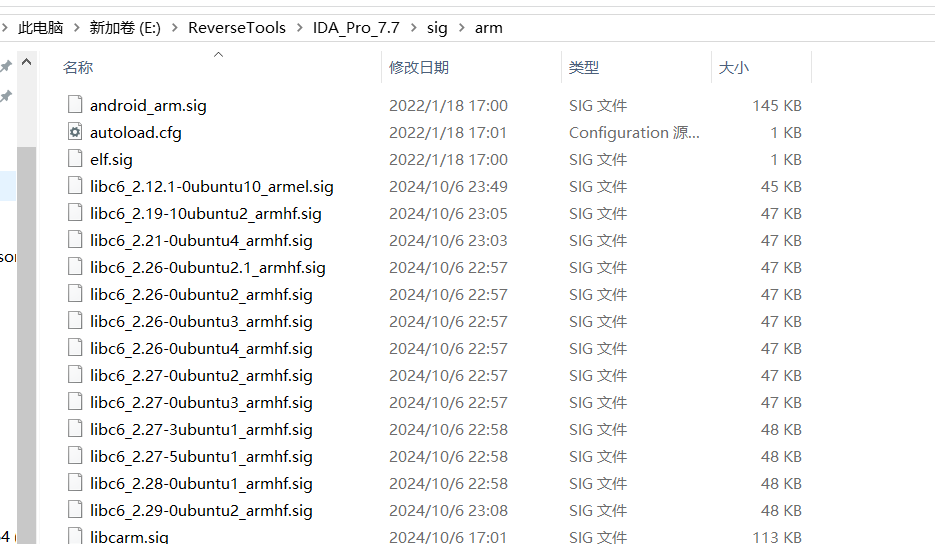 此电脑 > 新加卷 (E:) > ReverseTools > IDA_Pro_7.7 > sig > arm
名称 修改日期 类型 大小
android_arm.sig 2022/1/18 17:00 SIG 文件 145 KB
autoload.cfg 2022/1/18 17:01 Configuration 源... 1 KB
elf.sig 2022/1/18 17:00 SIG 文件 1 KB
libc6_2.12.1-0ubuntu10_armel.sig 2024/10/6 23:49 SIG 文件 45 KB
libc6_2.19-10ubuntu2_armhf.sig 2024/10/6 23:05 SIG 文件 47 KB
libc6_2.21-0ubuntu4_armhf.sig 2024/10/6 23:03 SIG 文件 47 KB
libc6_2.26-0ubuntu2.1_armhf.sig 2024/10/6 22:57 SIG 文件 47 KB
libc6_2.26-0ubuntu2_armhf.sig 2024/10/6 22:57 SIG 文件 47 KB
libc6_2.26-0ubuntu3_armhf.sig 2024/10/6 22:57 SIG 文件 47 KB
libc6_2.26-0ubuntu4_armhf.sig 2024/10/6 22:57 SIG 文件 47 KB
libc6_2.27-0ubuntu2_armhf.sig 2024/10/6 22:57 SIG 文件 47 KB
libc6_2.27-0ubuntu3_armhf.sig 2024/10/6 22:57 SIG 文件 47 KB
libc6_2.27-3ubuntu1_armhf.sig 2024/10/6 22:58 SIG 文件 48 KB
libc6_2.27-5ubuntu1_armhf.sig 2024/10/6 22:58 SIG 文件 48 KB
libc6_2.28-0ubuntu1_armhf.sig 2024/10/6 22:58 SIG 文件 48 KB
libc6_2.29-0ubuntu2_armhf.sig 2024/10/6 23:08 SIG 文件 48 KB
libcarm.sig 2024/10/6 17:01 SIG 文件 113 KB